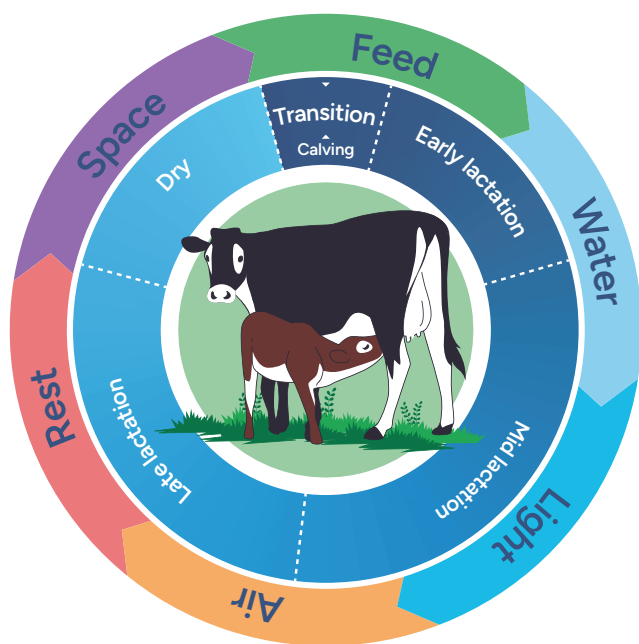 Feed
Water
Light
Air
Rest
Space
Transition
Calving
Early lactation
Mid lactation
Late lactation
Dry